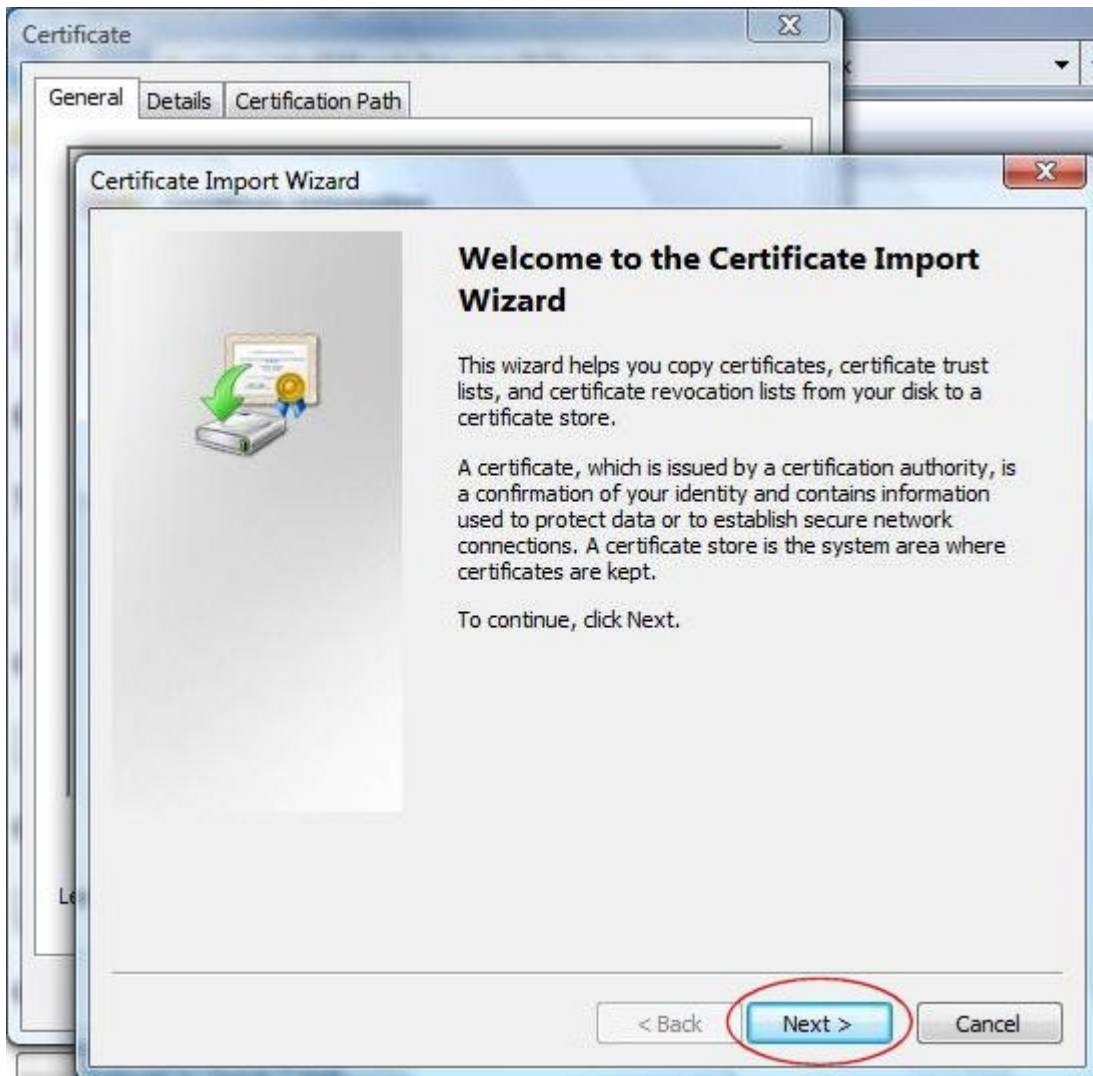 Certificate
General Details Certification Path
Certificate Import Wizard
Welcome to the Certificate Import
Wizard
This wizard helps you copy certificates, certificate trust
lists, and certificate revocation lists from your disk to a
certificate store.
A certificate, which is issued by a certification authority, is
a confirmation of your identity and contains information
used to protect data or to establish secure network
connections. A certificate store is the system area where
certificates are kept.
To continue, click Next.
< Back Next > Cancel